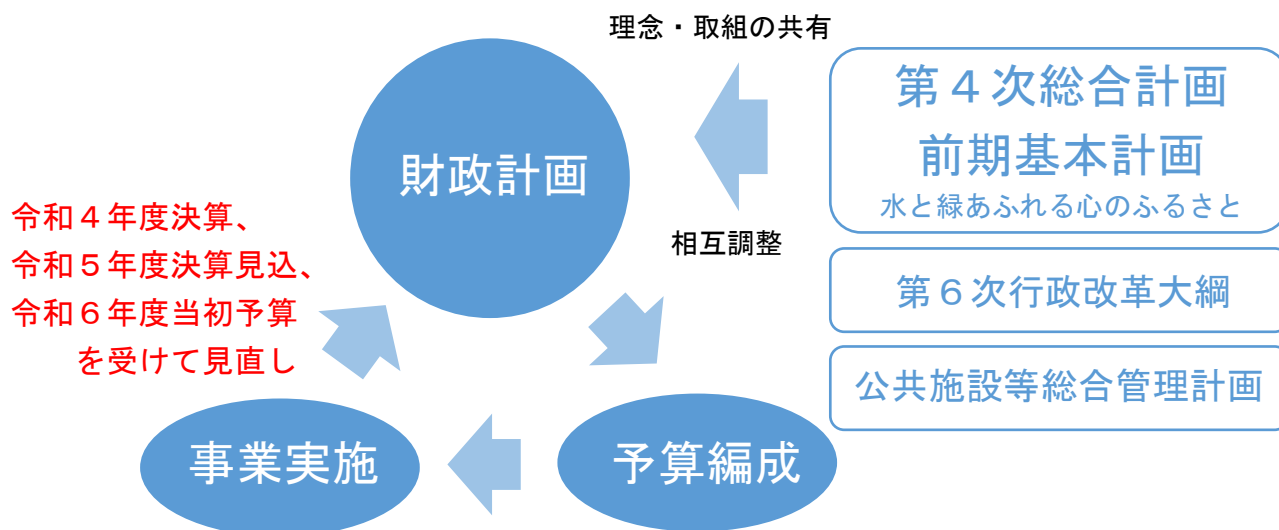 理念・取組の共有
第４次総合計画
前期基本計画
水と緑あふれる心のふるさと
財政計画
相互調整
令和４年度決算、
令和５年度決算見込、
令和６年度当初予算
を受けて見直し
第６次行政改革大綱
公共施設等総合管理計画
事業実施
予算編成